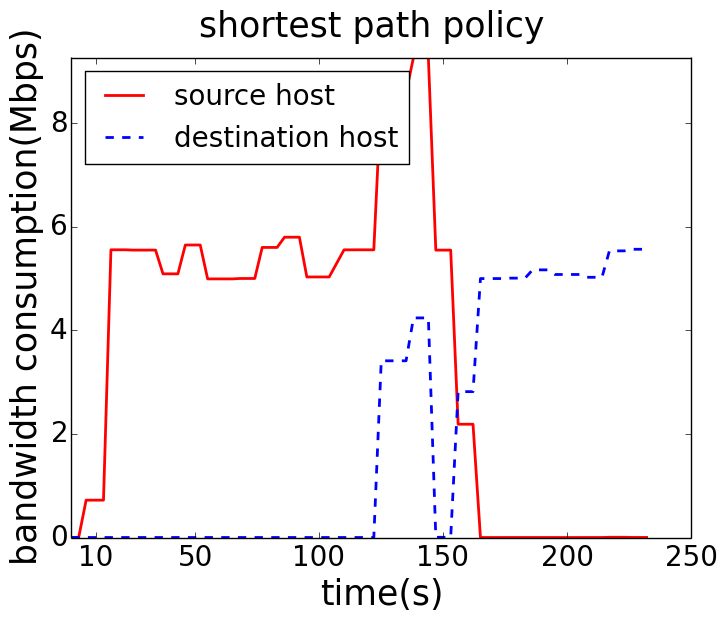 shortest path policy
source host
destination host
bandwidth consumption(Mbps)
8
6
4
2
0
10 50 100 150 200 250
time(s)